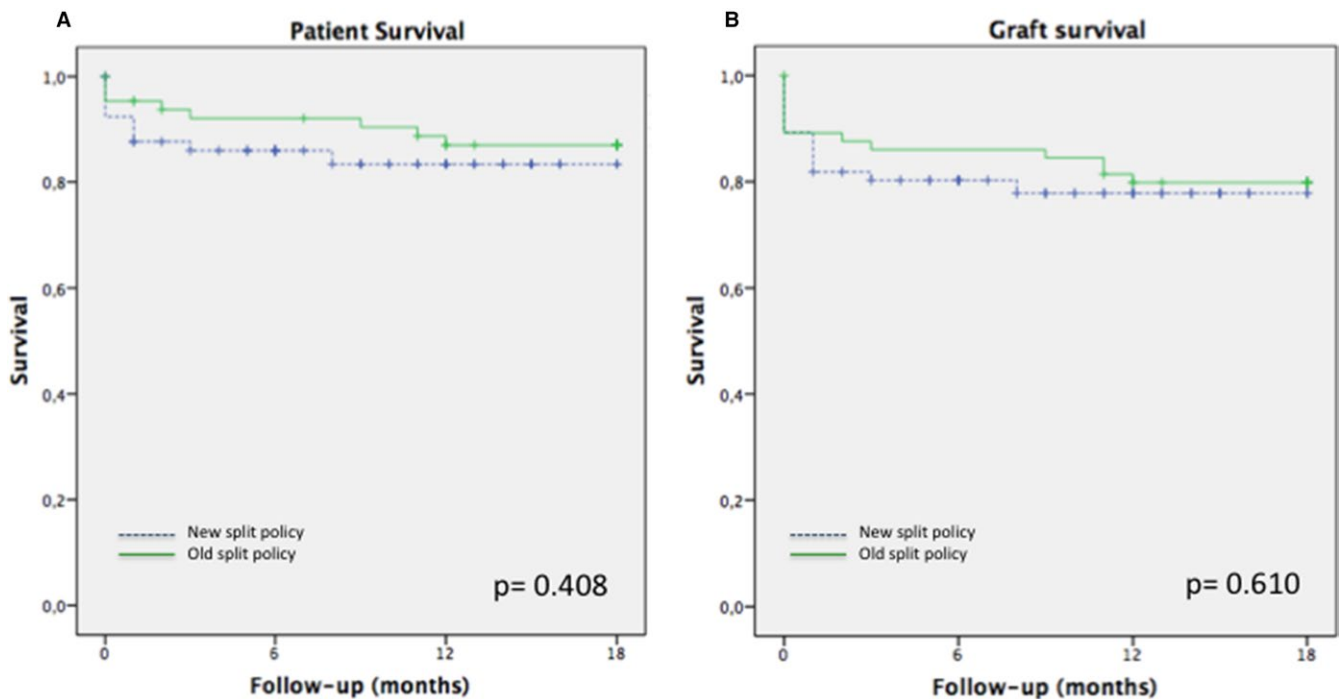 A
Patient Survival
1,0
0,8
0,6
0,4
0,2
0,0
Survival
New split policy
Old split policy
p= 0.408
0
6
12
18
Follow-up (months)
B
Graft survival
1,0
0,8
0,6
0,4
0,2
0,0
Survival
New split policy
Old split policy
p= 0.610
0
6
12
18
Follow-up (months)